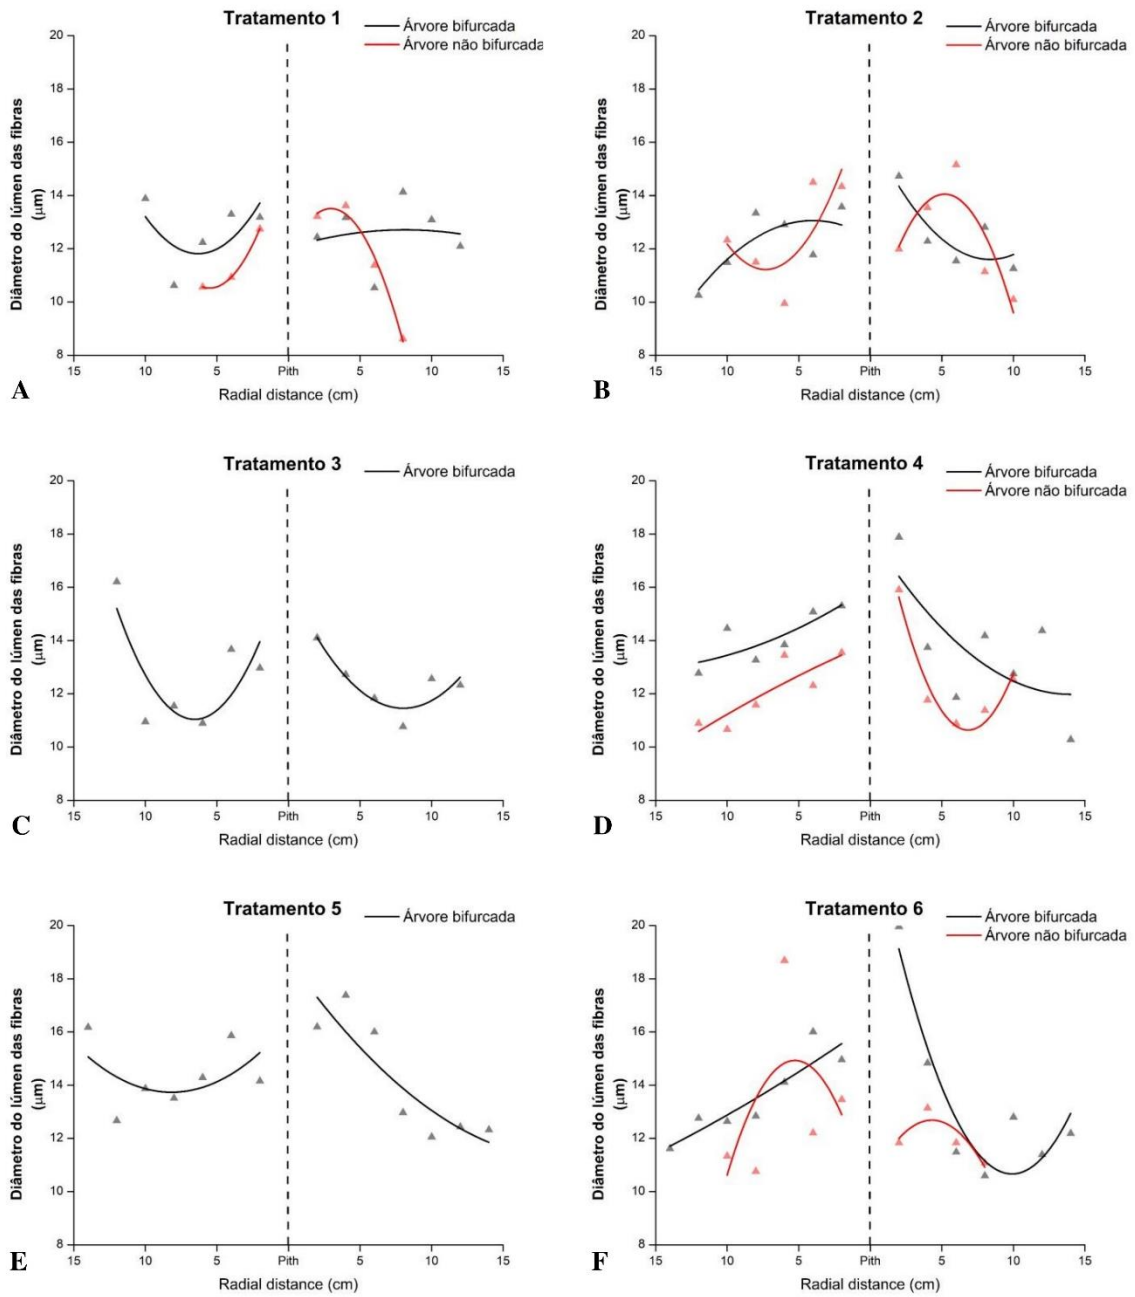 Tratamento 1
Árvore bifurcada
Árvore não bifurcada
20
18
16
14
12
10
8
Diâmetro do lúmen das fibras
(μm)
15 10 5 Pith 5 10 15
Radial distance (cm)
A
Tratamento 2
Árvore bifurcada
Árvore não bifurcada
20
18
16
14
12
10
8
Diâmetro do lúmen das fibras
(μm)
15 10 5 Pith 5 10 15
Radial distance (cm)
B
Tratamento 3
Árvore bifurcada
20
18
16
14
12
10
8
Diâmetro do lúmen das fibras
(μm)
15 10 5 Pith 5 10 15
Radial distance (cm)
C
Tratamento 4
Árvore bifurcada
Árvore não bifurcada
20
18
16
14
12
10
8
Diâmetro do lúmen das fibras
(μm)
15 10 5 Pith 5 10 15
Radial distance (cm)
D
Tratamento 5
Árvore bifurcada
20
18
16
14
12
10
8
Diâmetro do lúmen das fibras
(μm)
15 10 5 Pith 5 10 15
Radial distance (cm)
E
Tratamento 6
Árvore bifurcada
Árvore não bifurcada
20
18
16
14
12
10
8
Diâmetro do lúmen das fibras
(μm)
15 10 5 Pith 5 10 15
Radial distance (cm)
F